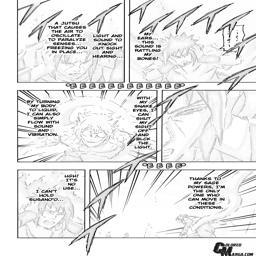 MY
EARS...
THIS
SOUND IS
RATTLING
MY
BONES!
LIGHT AND
SOUND TO
KNOCK
OUT SIGHT
AND
HEARING...
A JUTSU
THAT CAUSES
THE AIR TO
OSCILLATE,
TO PARALYZE
SENSES...
FREEZING YOU
IN PLACE...
WITH
MY
SNAKE
EYES, I
CAN SHUT
MY
SIGHT
OFF
AND
BLOCK
THE
LIGHT.
BY TURNING
MY BODY
TO LIQUID,
I CAN ALSO
SIMPLY
FLOW WITH
SOUND AND
VIBRATION.
THANKS TO
MY SAGE
POWERS, I'M
THE ONLY
ONE WHO
CAN MOVE IN
THESE
CONDITIONS.
UGH!
IT'S
NO
USE...
I CAN'T
HOLD
SUSANO'O...
COLORED
MANGA.COM